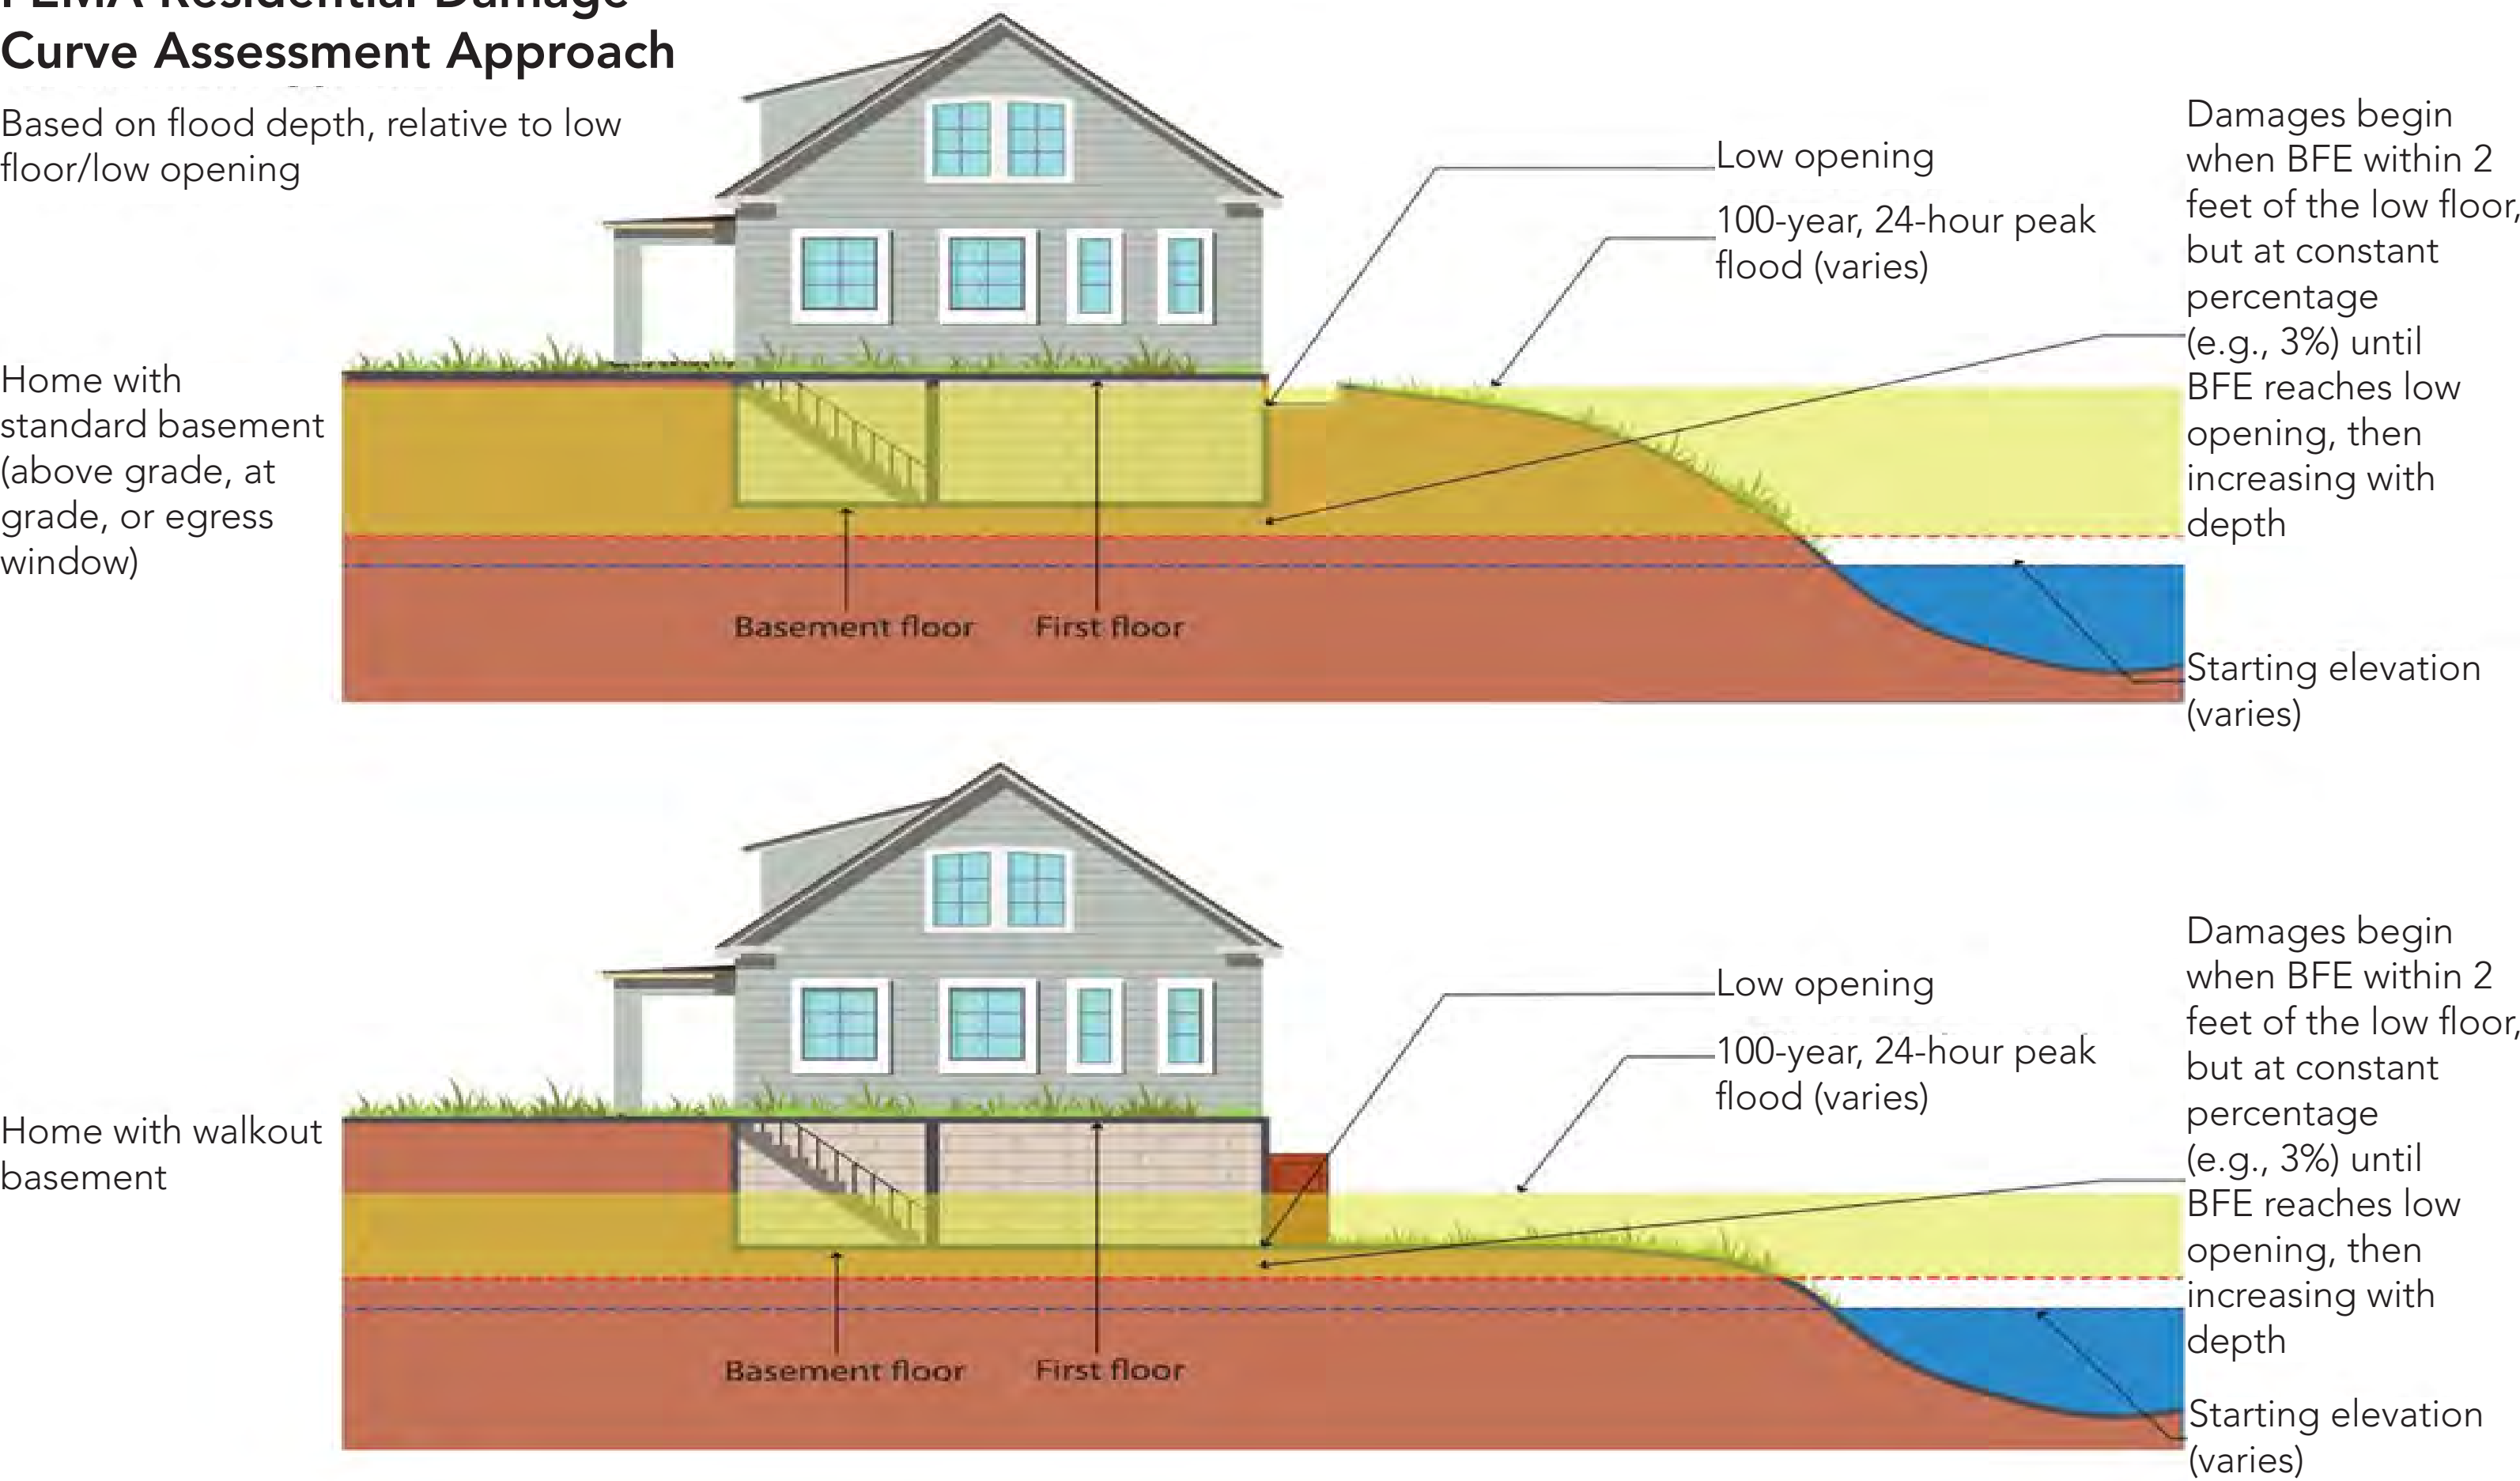 FEMA Residential Damage
Curve Assessment Approach
Based on flood depth, relative to low
floor/low opening
Low opening
100-year, 24-hour peak
flood (varies)
Damages begin
when BFE within 2
feet of the low floor,
but at constant
percentage
(e.g., 3%) until
BFE reaches low
opening, then
increasing with
depth
Home with
standard basement
(above grade, at
grade, or egress
window)
Basement floor
First floor
Starting elevation
(varies)
Low opening
100-year, 24-hour peak
flood (varies)
Damages begin
when BFE within 2
feet of the low floor,
but at constant
percentage
(e.g., 3%) until
BFE reaches low
opening, then
increasing with
depth
Home with walkout
basement
Basement floor
First floor
Starting elevation
(varies)